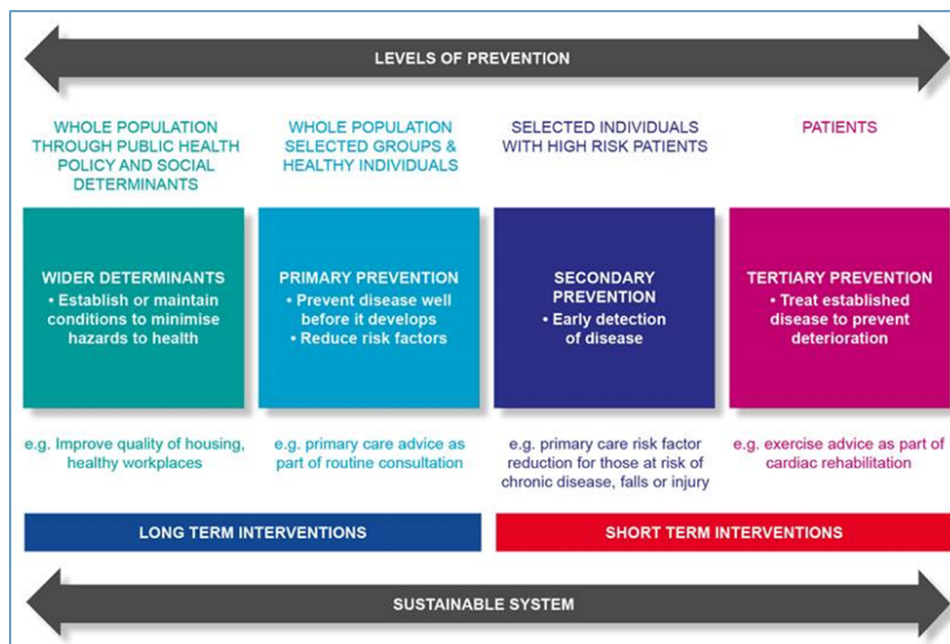 LEVELS OF PREVENTION
WHOLE POPULATION
THROUGH PUBLIC HEALTH
POLICY AND SOCIAL
DETERMINANTS
WHOLE POPULATION
SELECTED GROUPS &
HEALTHY INDIVIDUALS
SELECTED INDIVIDUALS
WITH HIGH RISK PATIENTS
PATIENTS
WIDER DETERMINANTS
• Establish or maintain
conditions to minimise
hazards to health
PRIMARY PREVENTION
• Prevent disease well
before it develops
• Reduce risk factors
SECONDARY
PREVENTION
• Early detection
of disease
TERTIARY PREVENTION
• Treat established
disease to prevent
deterioration
e.g. Improve quality of housing,
healthy workplaces
e.g. primary care advice as
part of routine consultation
e.g. primary care risk factor
reduction for those at risk of
chronic disease, falls or injury
e.g. exercise advice as part of
cardiac rehabilitation
LONG TERM INTERVENTIONS
SHORT TERM INTERVENTIONS
SUSTAINABLE SYSTEM